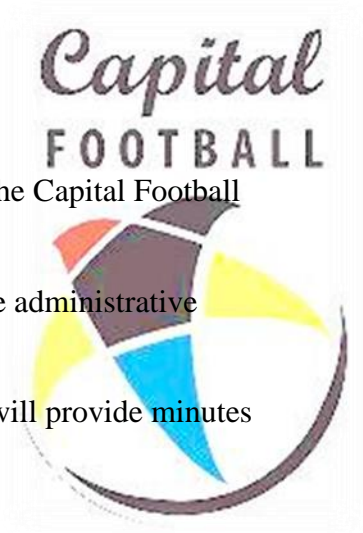 Capital
FOOTBALL
he Capital Football
e administrative
will provide minutes